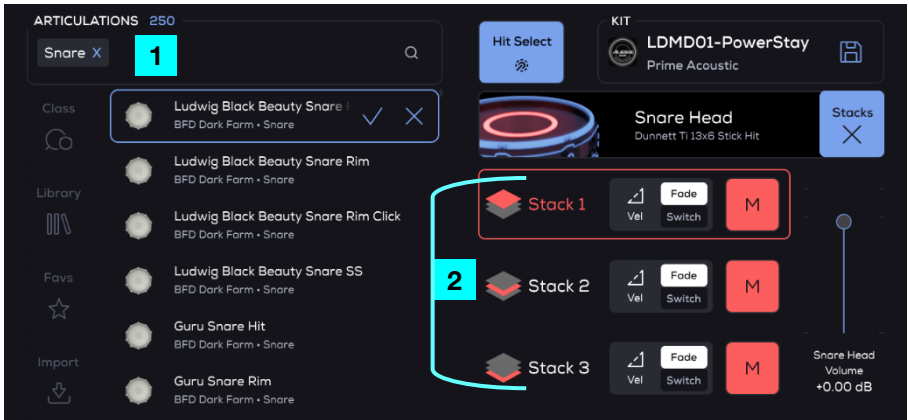 ARTICULATIONS 250
Snare X
1
Class
Library
Favs
Import
Ludwig Black Beauty Snare
BFD Dark Farm • Snare
Ludwig Black Beauty Snare Rim
BFD Dark Farm • Snare
Ludwig Black Beauty Snare Rim Click
BFD Dark Farm • Snare
Ludwig Black Beauty Snare SS
BFD Dark Farm • Snare
Guru Snare Hit
BFD Dark Farm • Snare
Guru Snare Rim
BFD Dark Farm • Snare
2
Hit Select
KIT
LDMD01-PowerStay
Prime Acoustic
Snare Head
Dunnett Ti 13x6 Stick Hit
Stacks
Stack 1
Vel
Fade
Switch
M
Stack 2
Vel
Fade
Switch
M
Stack 3
Vel
Fade
Switch
M
Snare Head
Volume
+0.00 dB